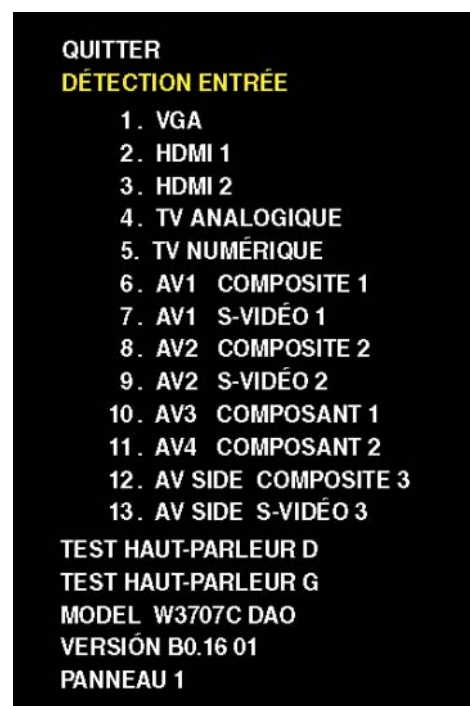 QUITTER
DÉTECTION ENTRÉE
1. VGA
2. HDMI 1
3. HDMI 2
4. TV ANALOGIQUE
5. TV NUMÉRIQUE
6. AV1 COMPOSITE 1
7. AV1 S-VIDÉO 1
8. AV2 COMPOSITE 2
9. AV2 S-VIDÉO 2
10. AV3 COMPOSANT 1
11. AV4 COMPOSANT 2
12. AV SIDE COMPOSITE 3
13. AV SIDE S-VIDÉO 3
TEST HAUT-PARLEUR D
TEST HAUT-PARLEUR G
MODEL W3707C DAO
VERSIÓN B0.16 01
PANNEAU 1